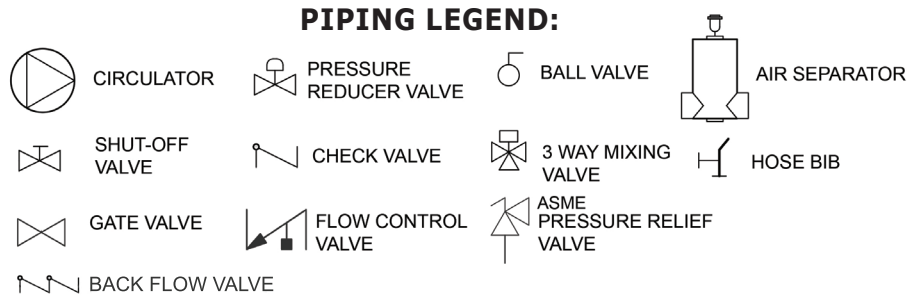 PIPING LEGEND:
CIRCULATOR
PRESSURE
REDUCER VALVE
BALL VALVE
AIR SEPARATOR
SHUT-OFF
VALVE
CHECK VALVE
3 WAY MIXING
VALVE
HOSE BIB
GATE VALVE
FLOW CONTROL
VALVE
ASME
PRESSURE RELIEF
VALVE
BACK FLOW VALVE